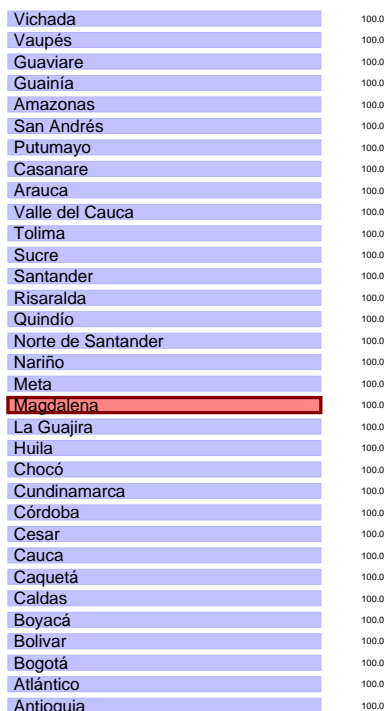 Vichada 100.0
Vaupés 100.0
Guaviare 100.0
Guainía 100.0
Amazonas 100.0
San Andrés 100.0
Putumayo 100.0
Casanare 100.0
Arauca 100.0
Valle del Cauca 100.0
Tolima 100.0
Sucre 100.0
Santander 100.0
Risaralda 100.0
Quindío 100.0
Norte de Santander 100.0
Nariño 100.0
Meta 100.0
Magdalena 100.0
La Guajira 100.0
Huila 100.0
Chocó 100.0
Cundinamarca 100.0
Córdoba 100.0
Cesar 100.0
Cauca 100.0
Caquetá 100.0
Caldas 100.0
Boyacá 100.0
Bolivar 100.0
Bogotá 100.0
Atlántico 100.0
Antioquia 100.0